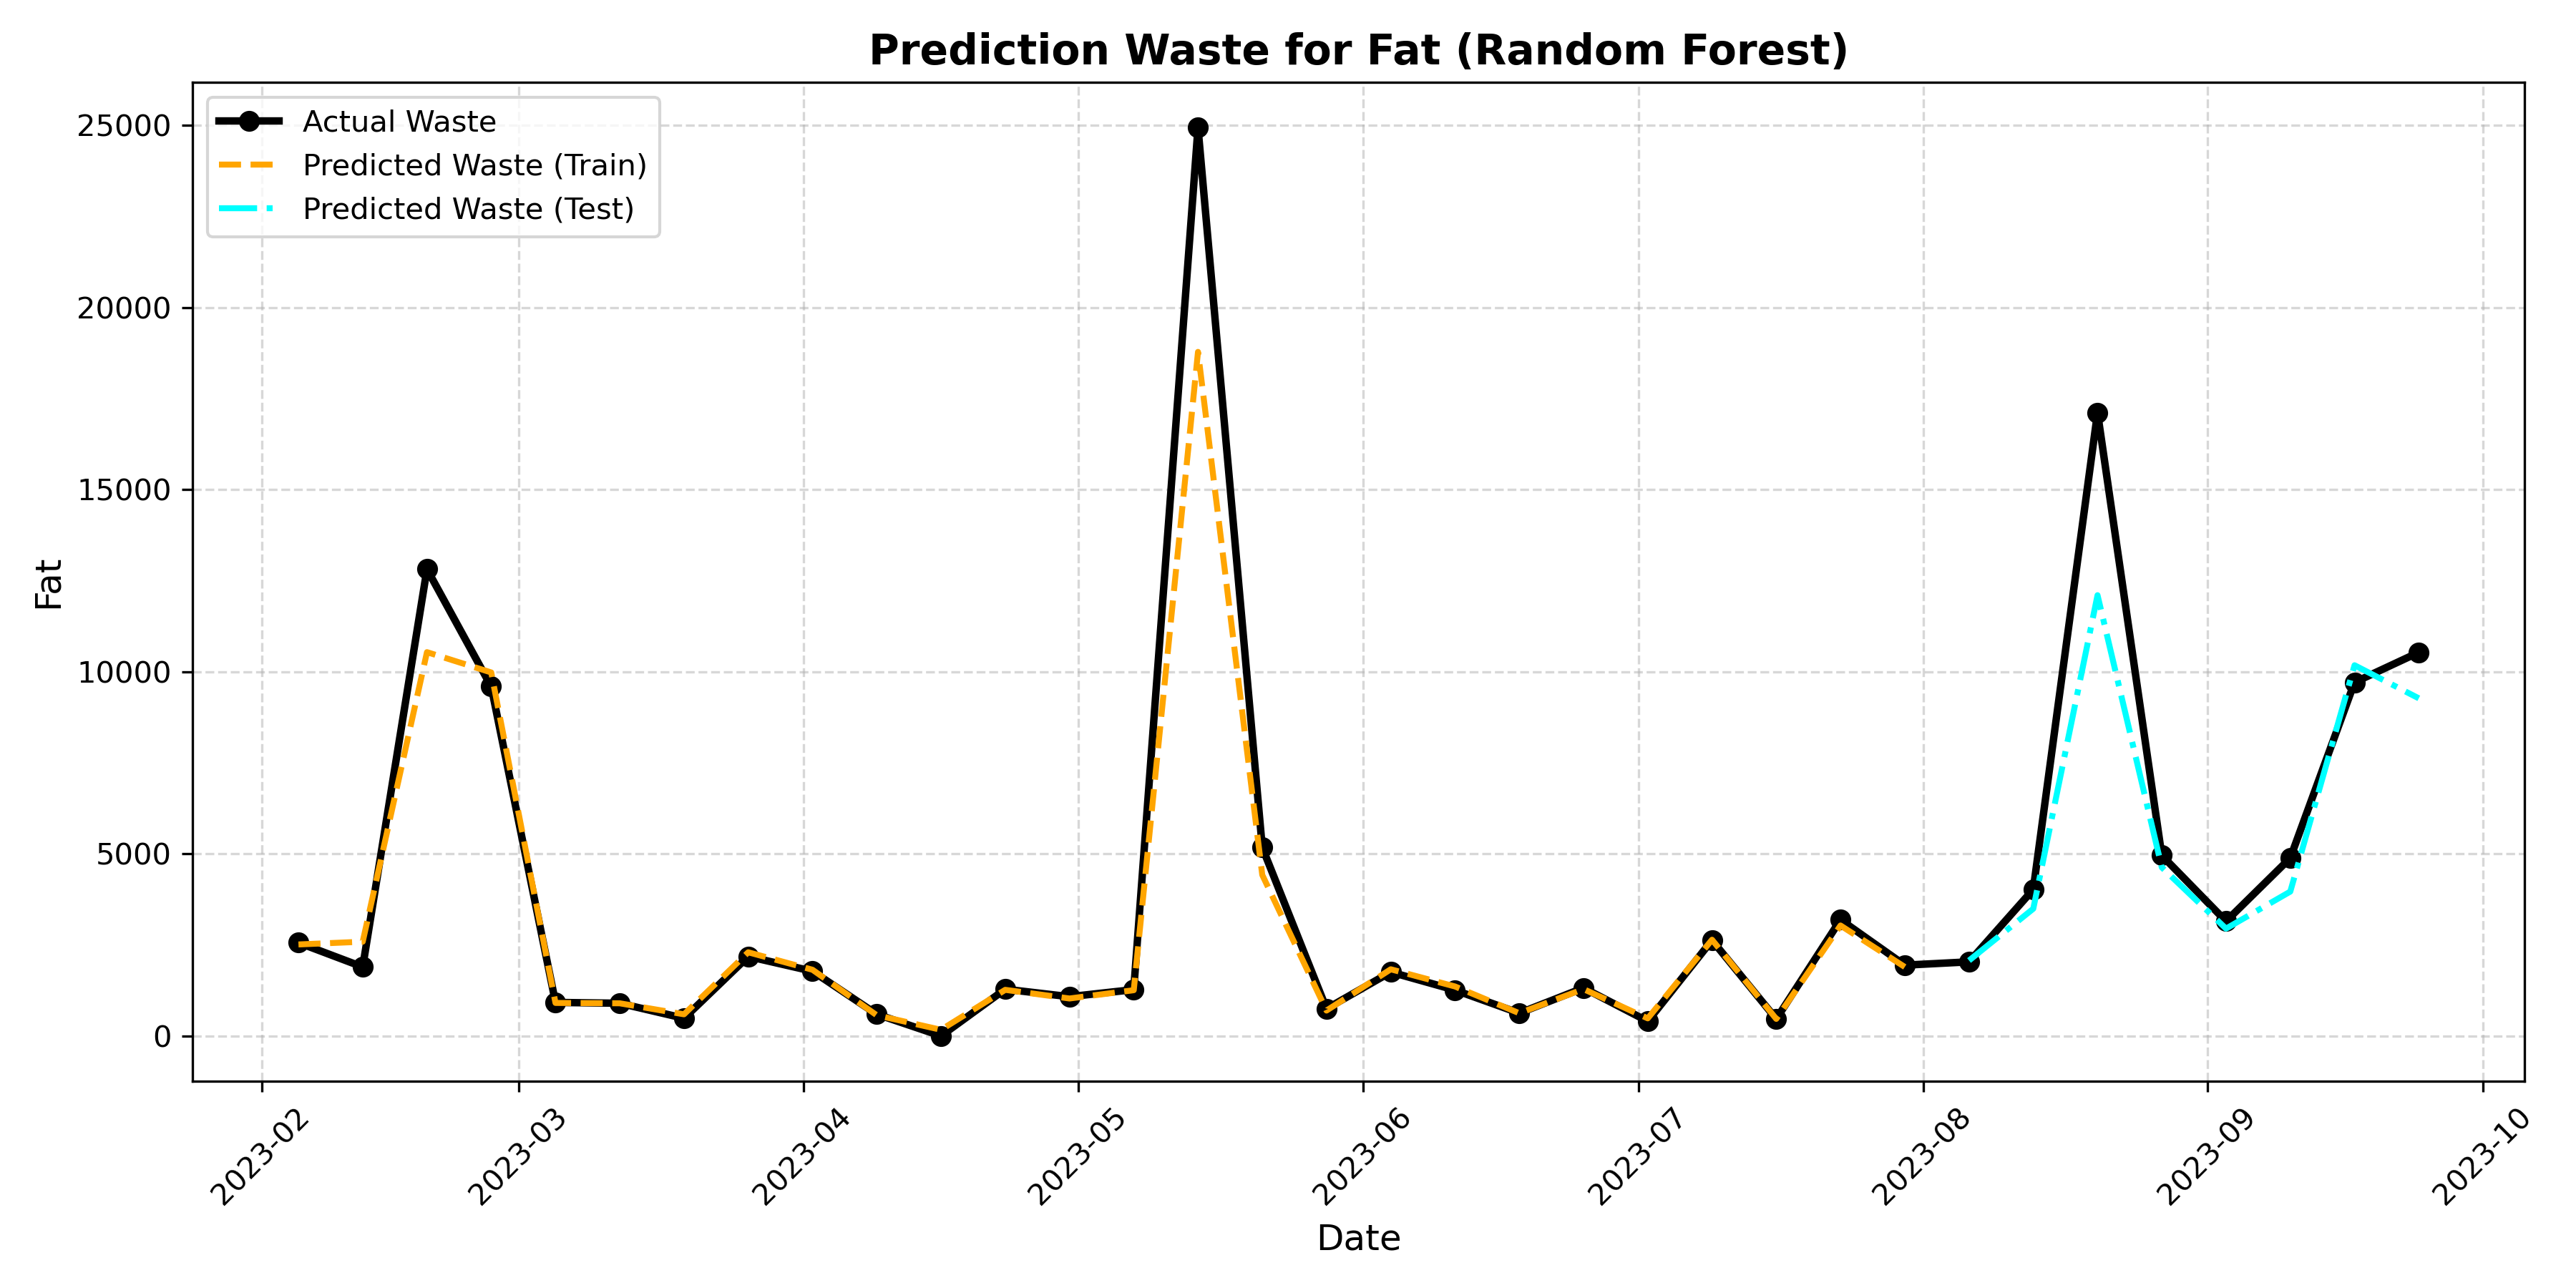 Prediction Waste for Fat (Random Forest)
Actual Waste
Predicted Waste (Train)
Predicted Waste (Test)
Fat
25000
20000
15000
10000
5000
0
2023-02
2023-03
2023-04
2023-05
2023-06
2023-07
2023-08
2023-09
2023-10
Date